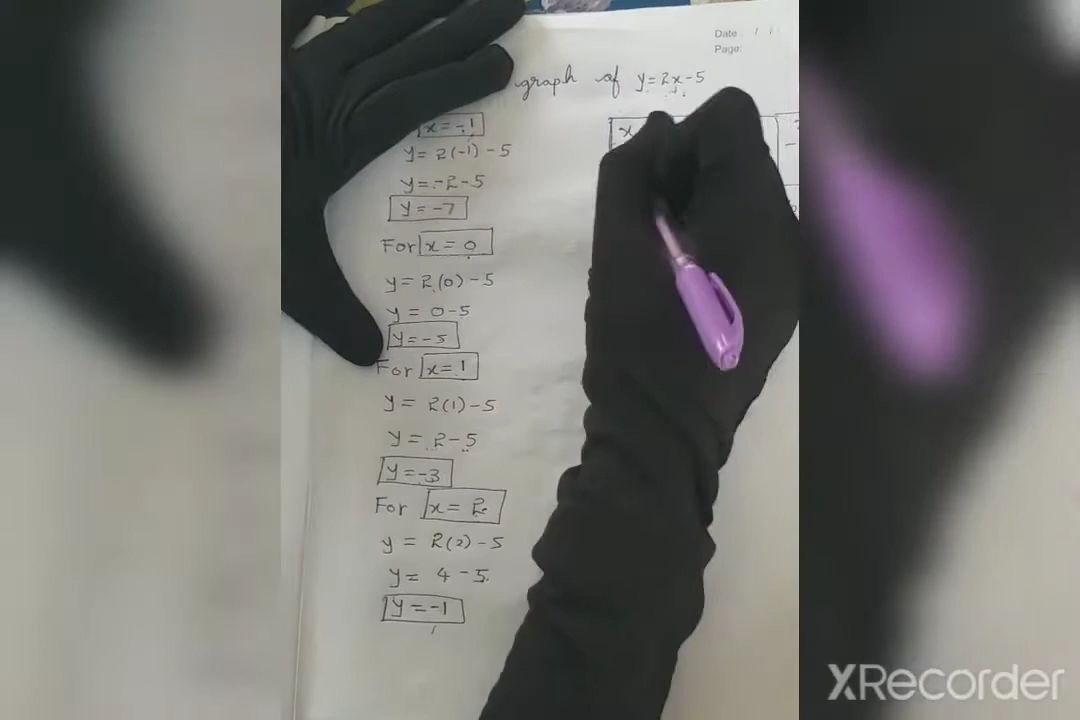 Date
Page:
graph of y=2x-5
x = -1
y = 2(-1) - 5
y = -2-5
y = -7
x
For x = 0
y = 2(0) - 5
y = 0-5
y = -5
For x = 1
y = 2(1) - 5
y = 2-5
y = -3
For x = 2
y = 2(2) - 5
y = 4 - 5
y = -1
XRecorder